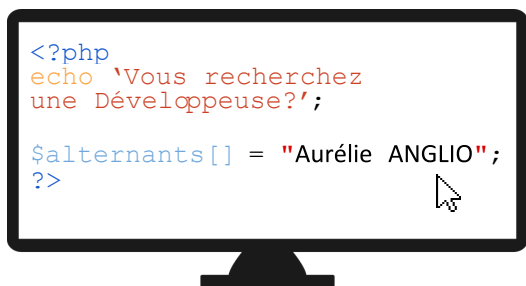 <?php
echo ‘Vous recherchez
une Développeuse?’;
$alternants[] = "Aurélie ANGLIO";
?>